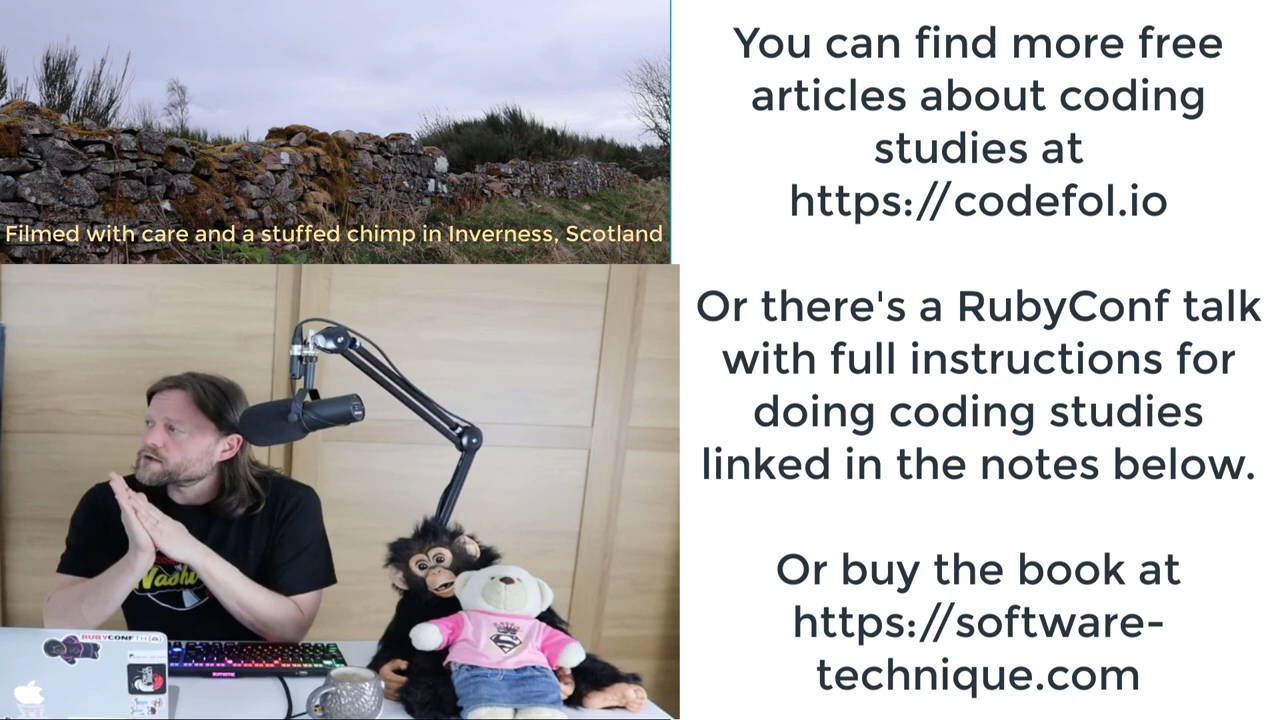 Filmed with care and a stuffed chimp in Inverness, Scotland
You can find more free
articles about coding
studies at
https://codefol.io
Or there's a RubyConf talk
with full instructions for
doing coding studies
linked in the notes below.
Or buy the book at
https://software-
technique.com
Nashv
RUBYCONFTH